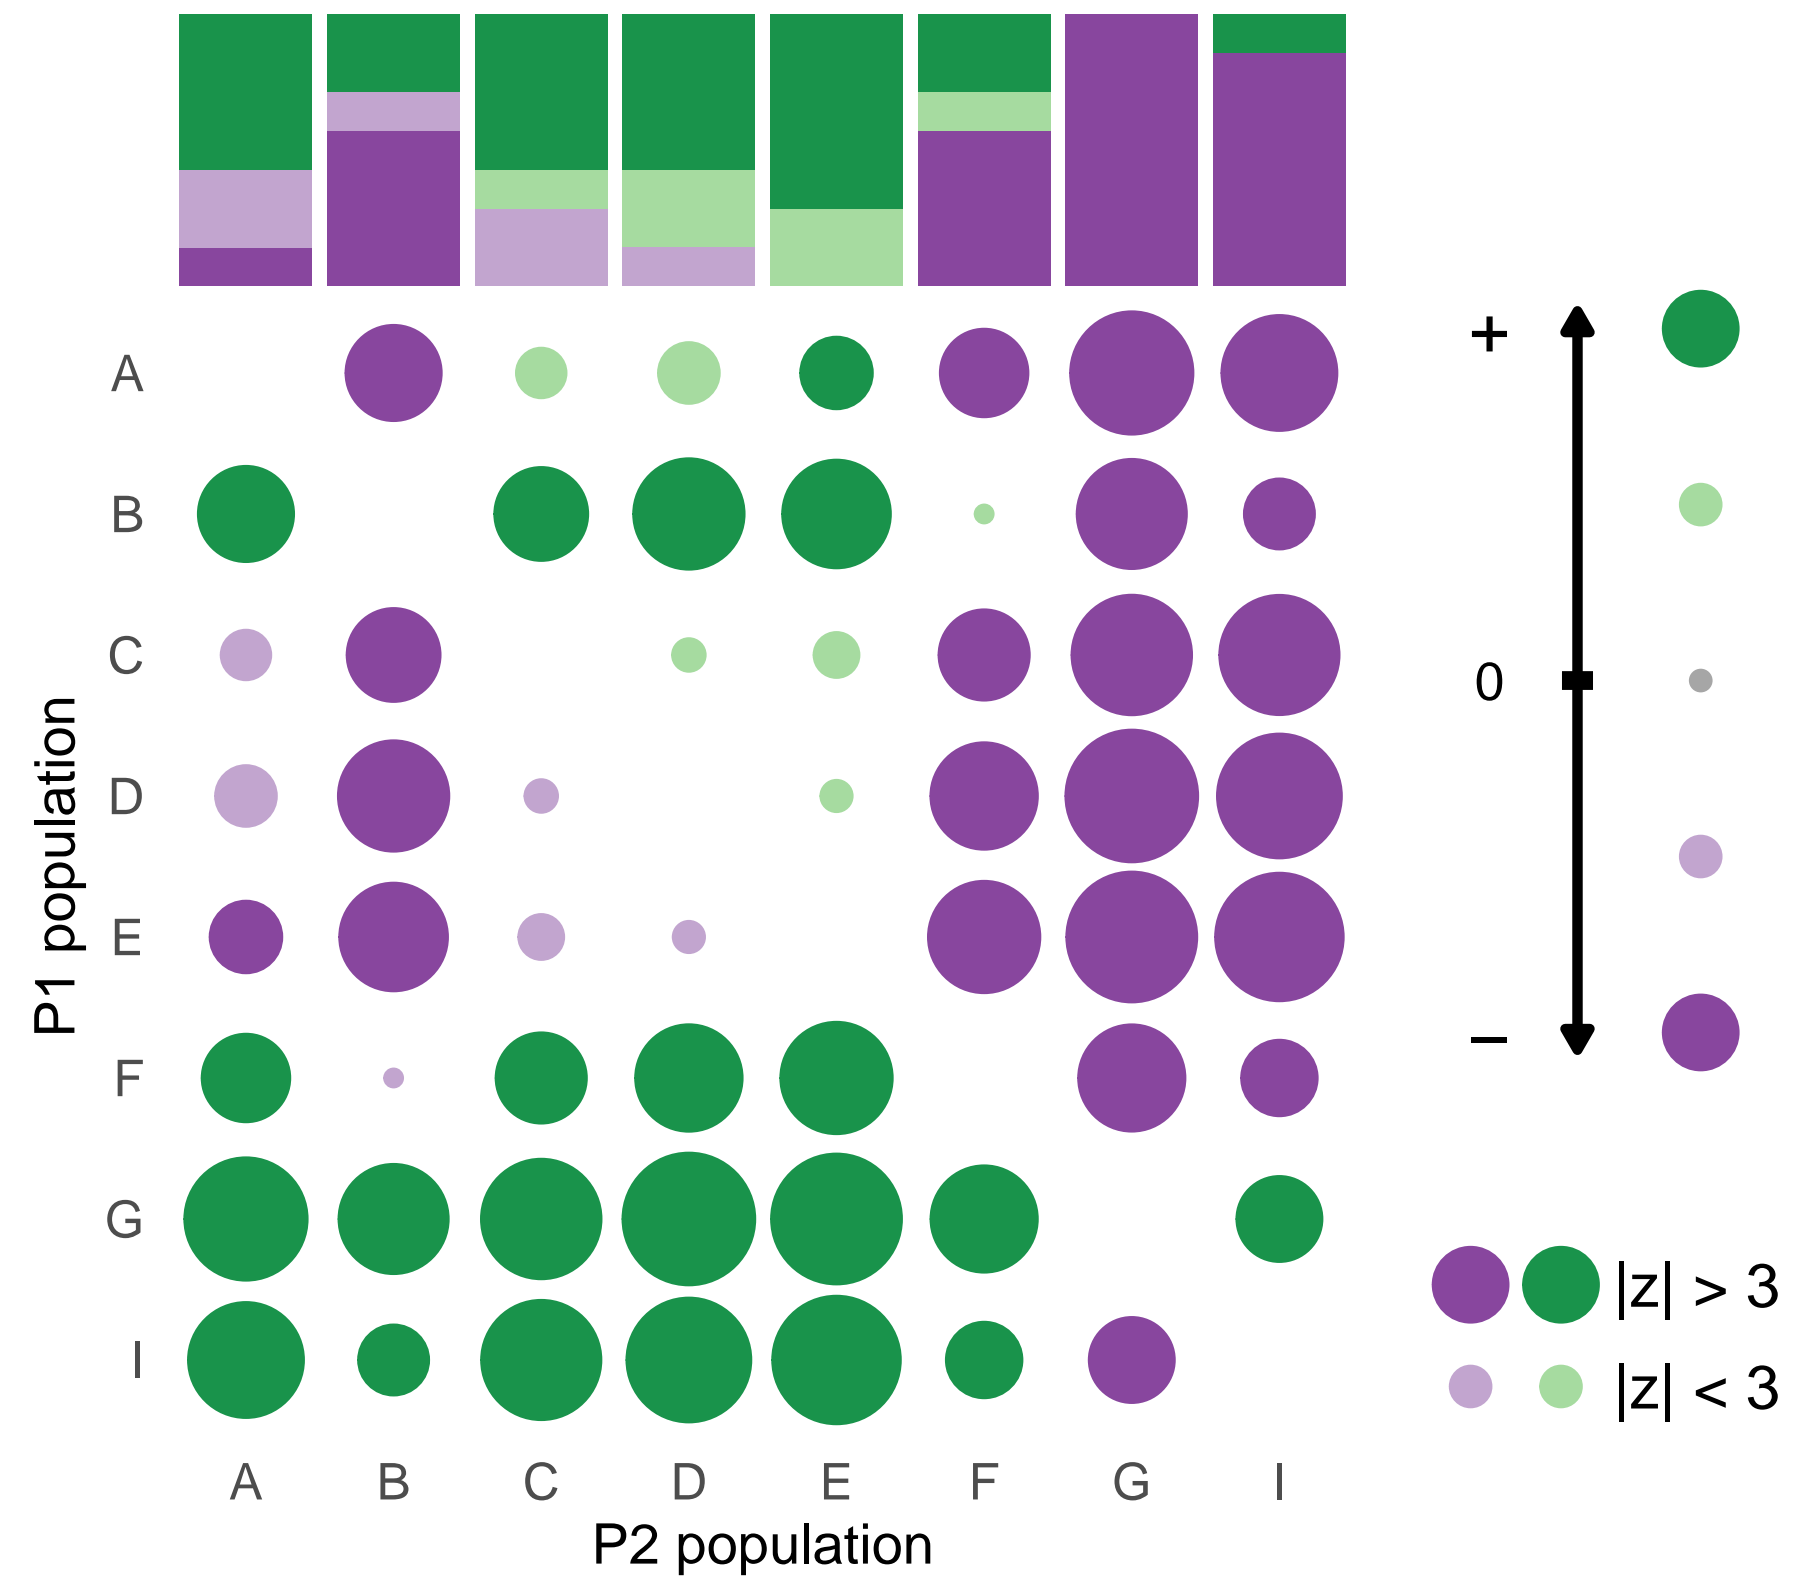 A
B
C
D
E
F
G
I
P1 population
A B C D E F G I
P2 population
+
0
−
|z| > 3
|z| < 3